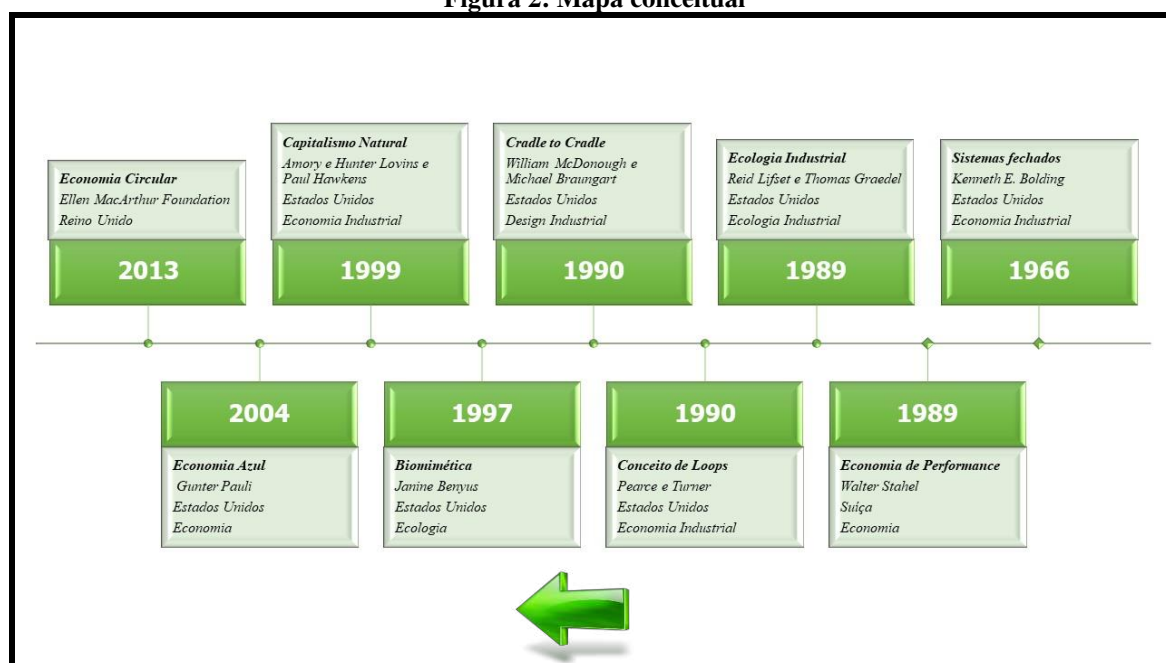 Figura 2: Mapa conceitual
Economia Circular
Ellen MacArthur Foundation
Reino Unido
2013
Capitalismo Natural
Amory e Hunter Lovins e
Paul Hawkens
Estados Unidos
Economia Industrial
1999
Cradle to Cradle
William McDonough e
Michael Braungart
Estados Unidos
Design Industrial
1990
Ecologia Industrial
Reid Lifset e Thomas Graedel
Estados Unidos
Ecologia Industrial
1989
Sistemas fechados
Kenneth E. Bolding
Estados Unidos
Economia Industrial
1966
2004
Economia Azul
Gunter Pauli
Estados Unidos
Economia
1997
Biomimética
Janine Benyus
Estados Unidos
Ecologia
1990
Conceito de Loops
Pearce e Turner
Estados Unidos
Economia Industrial
1989
Economia de Performance
Walter Stahel
Suíça
Economia